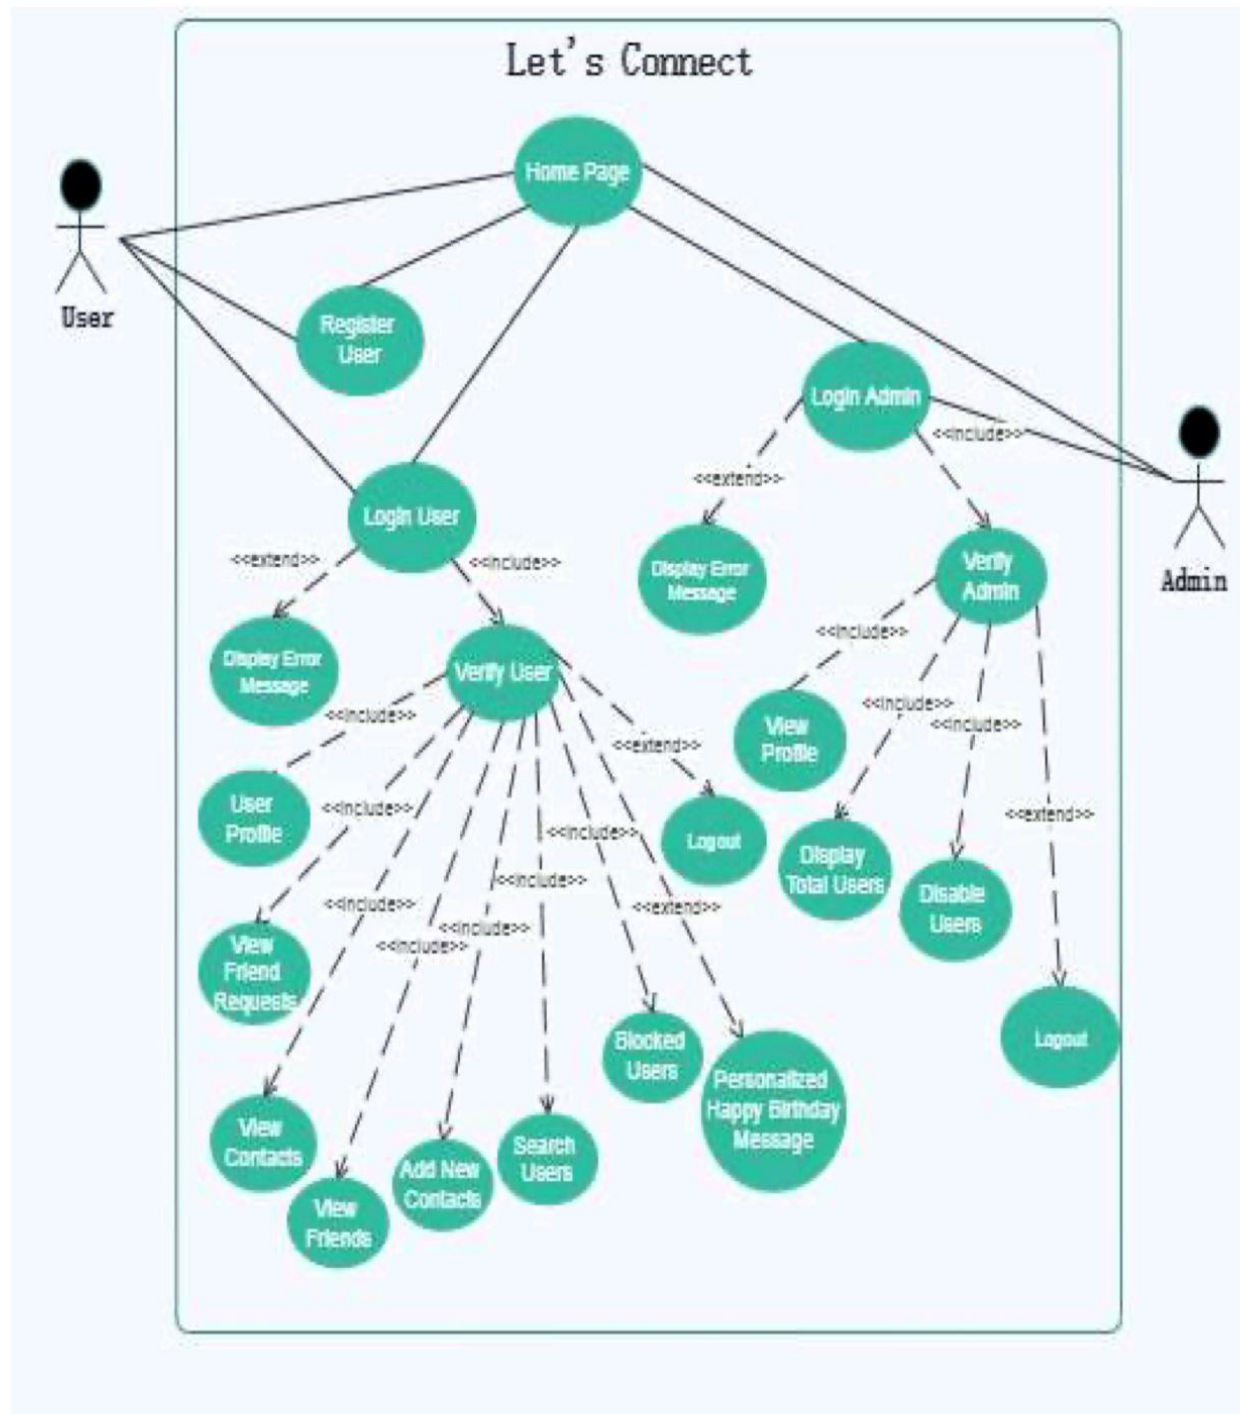 Let's Connect
Home Page
User
Register
User
Login Admin
<<include>>
Admin
<<extend>>
Login User
<<extend>>
<<include>>
Display Error
Message
Verify
Admin
<<include>>
Display Error
Message
Verify User
<<include>>
<<include>>
<<include>>
<<extend>>
View
Profile
User
Profile
<<include>>
<<include>>
Logout
<<extend>>
Display
Total Users
<<include>>
<<include>>
<<extend>>
Disable
Users
<<include>>
<<include>>
View
Friend
Requests
Logout
Blocked
Users
Personalized
Happy Birthday
Message
View
Contacts
Search
Users
Add New
Contacts
View
Friends